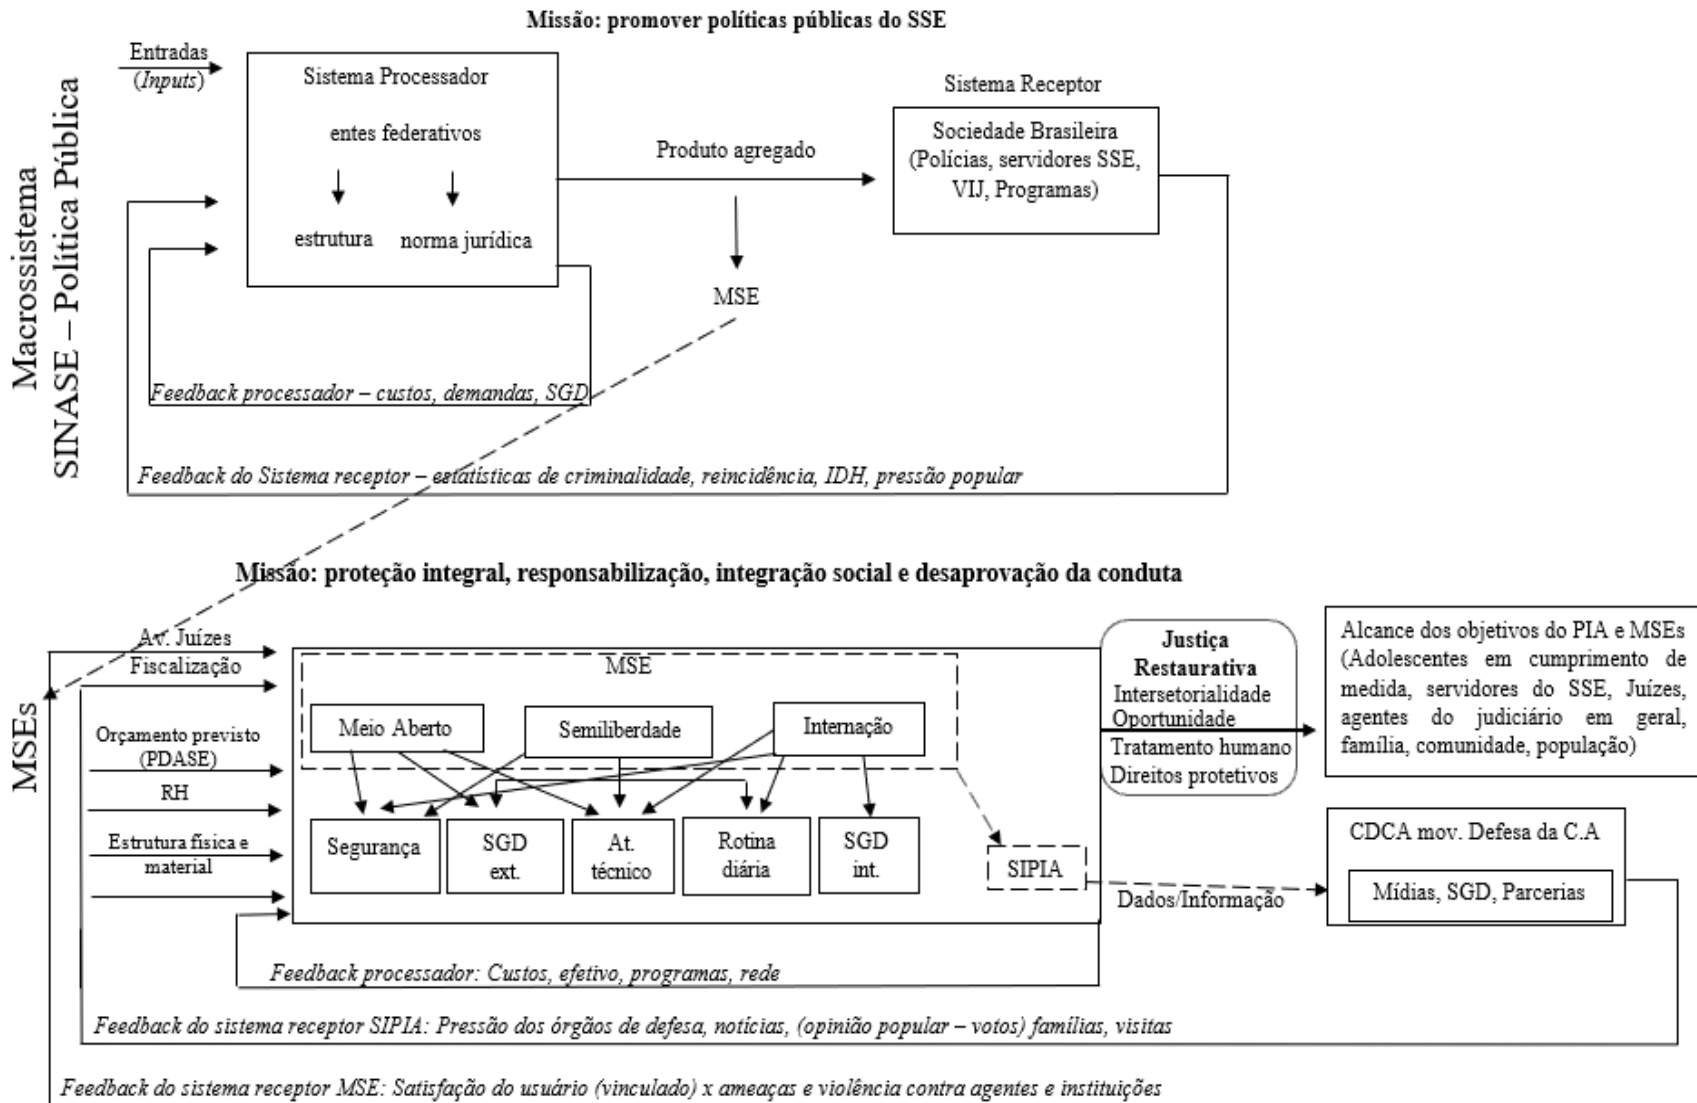 Missão: promover políticas públicas do SSE
Macrossistema
SINASE – Política Pública
Entradas
(Inputs)
Sistema Processador
entes federativos
estrutura
norma jurídica
Produto agregado
MSE
Sistema Receptor
Sociedade Brasileira
(Polícias, servidores SSE,
VIJ, Programas)
Feedback processador – custos, demandas, SGD
Feedback do Sistema receptor – estatísticas de criminalidade, reincidência, IDH, pressão popular
Missão: proteção integral, responsabilização, integração social e desaprovação da conduta
MSEs
Av. Juízes
Fiscalização
Orçamento previsto
(PDASE)
RH
Estrutura física e
material
MSE
Meio Aberto
Semiliberdade
Internação
Segurança
SGD
ext.
At.
técnico
Rotina
diária
SGD
int.
SIPIA
Justiça
Restaurativa
Intersetorialidade
Oportunidade
Tratamento humano
Direitos protetivos
Alcance dos objetivos do PIA e MSEs
(Adolescentes em cumprimento de
medida, servidores do SSE, Juízes,
agentes do judiciário em geral,
família, comunidade, população)
Dados/Informação
CDCA mov. Defesa da C.A
Mídias, SGD, Parcerias
Feedback processador: Custos, efetivo, programas, rede
Feedback do sistema receptor SIPIA: Pressão dos órgãos de defesa, notícias, (opinião popular – votos) famílias, visitas
Feedback do sistema receptor MSE: Satisfação do usuário (vinculado) x ameaças e violência contra agentes e instituições